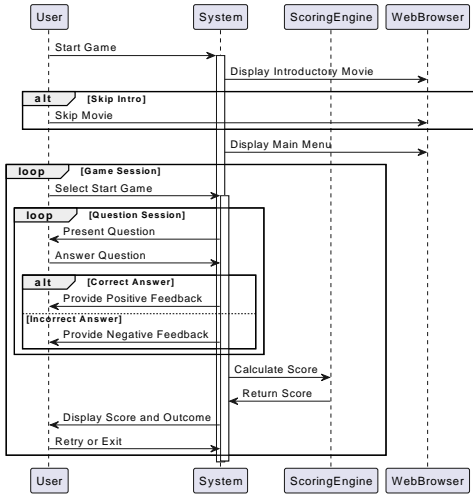 User System ScoringEngine WebBrowser
Start Game
Display Introductory Movie
alt [Skip Intro]
Skip Movie
Display Main Menu
loop [Game Session]
Select Start Game
loop [Question Session]
Present Question
Answer Question
alt [Correct Answer]
Provide Positive Feedback
[Incorrect Answer]
Provide Negative Feedback
Calculate Score
Return Score
Display Score and Outcome
Retry or Exit
User System ScoringEngine WebBrowser